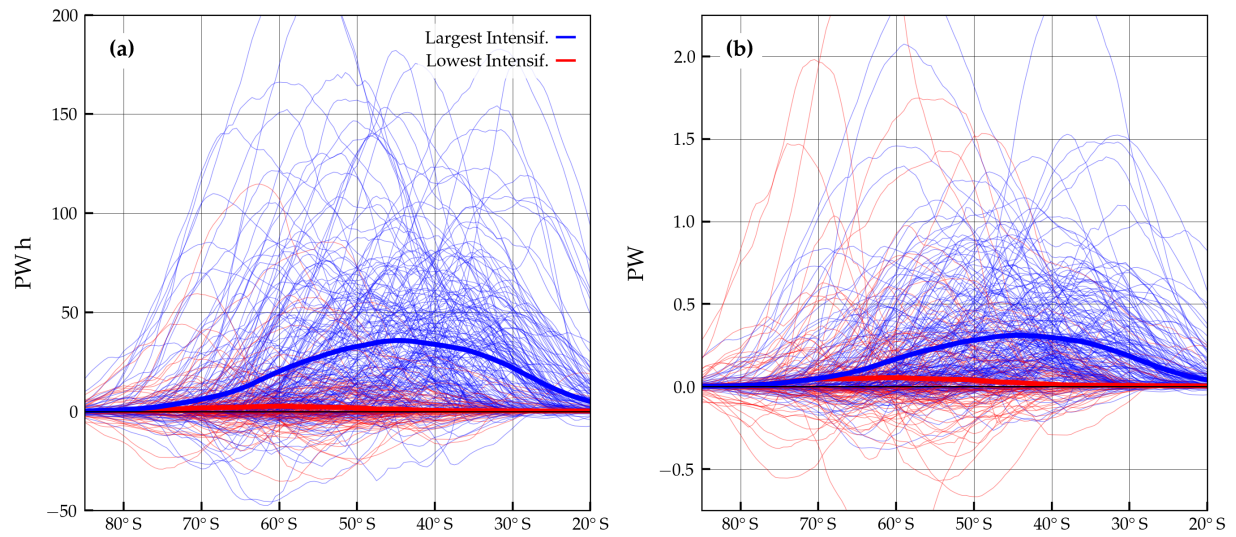 (a)
Largest Intensif.
Lowest Intensif.
PW h
200
150
100
50
0
−50
80° S 70° S 60° S 50° S 40° S 30° S 20° S
(b)
PW
2.0
1.5
1.0
0.5
0.0
−0.5
80° S 70° S 60° S 50° S 40° S 30° S 20° S